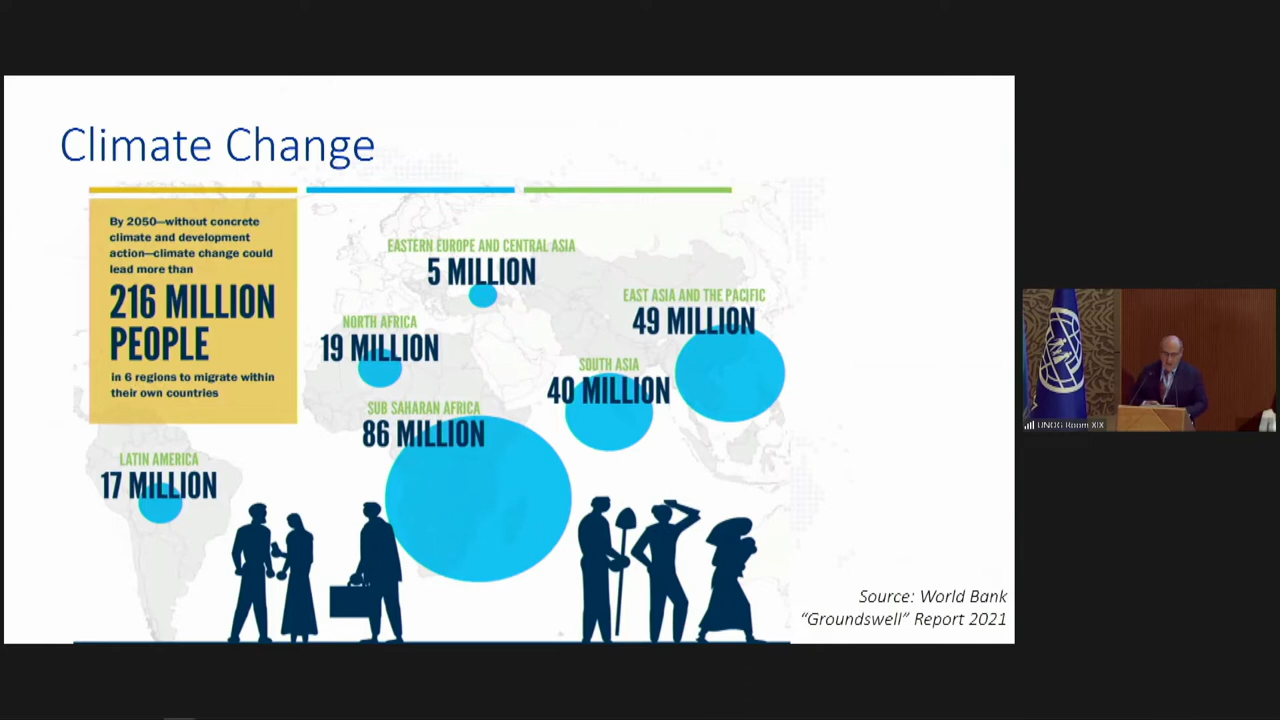 Climate Change
By 2050—without concrete
climate and development
action—climate change could
lead more than
216 MILLION
PEOPLE
in 6 regions to migrate within
their own countries
EASTERN EUROPE AND CENTRAL ASIA
5 MILLION
EAST ASIA AND THE PACIFIC
49 MILLION
NORTH AFRICA
19 MILLION
SOUTH ASIA
40 MILLION
SUB SAHARAN AFRICA
86 MILLION
LATIN AMERICA
17 MILLION
Source: World Bank
“Groundswell” Report 2021
UNOG Room XIX